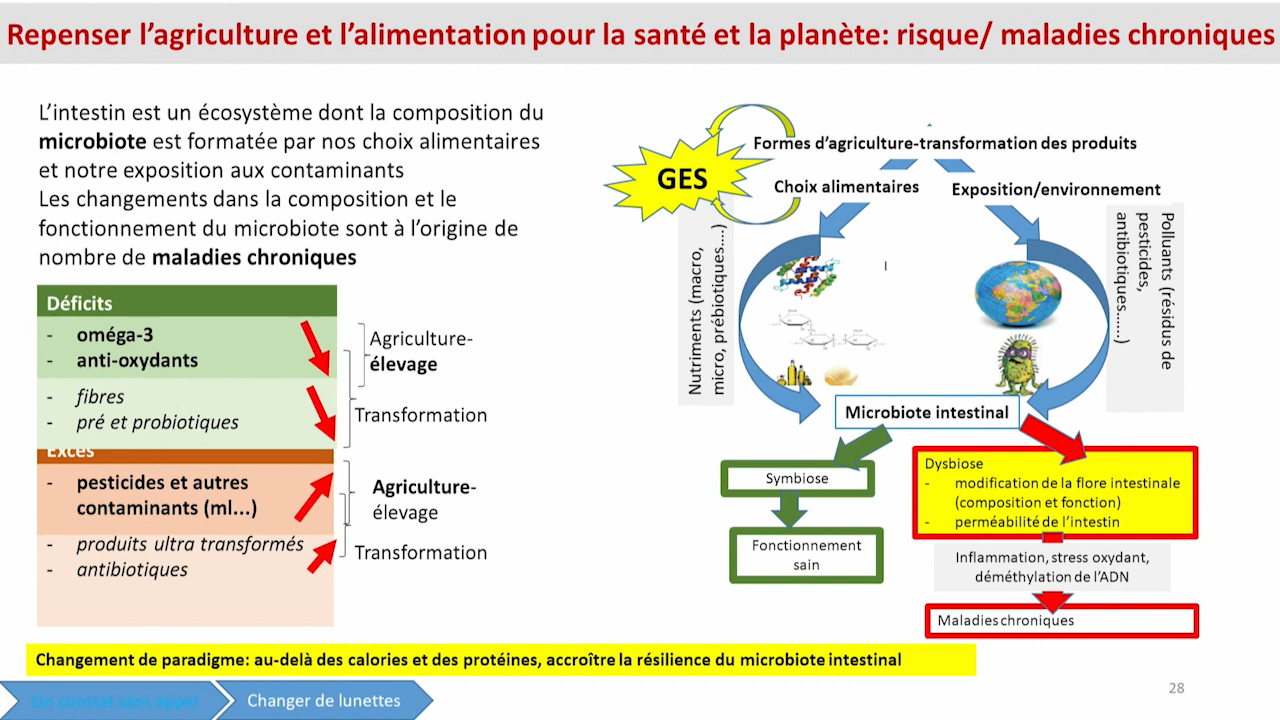 Repenser l’agriculture et l’alimentation pour la santé et la planète: risque/ maladies chroniques
L’intestin est un écosystème dont la composition du
microbiote est formatée par nos choix alimentaires
et notre exposition aux contaminants
Les changements dans la composition et le
fonctionnement du microbiote sont à l’origine de
nombre de maladies chroniques
Déficits
- oméga-3
- anti-oxydants
- fibres
- pré et probiotiques
Excès
- pesticides et autres
contaminants (ml...)
- produits ultra transformés
- antibiotiques
Agriculture-
élevage
Transformation
Agriculture-
élevage
Transformation
GES
Formes d’agriculture-transformation des produits
Choix alimentaires
Exposition/environnement
Nutriments (macro,
micro, prébiotiques....)
Polluants (résidus de
pesticides,
antibiotiques......)
Microbiote intestinal
Symbiose
Fonctionnement
sain
Dysbiose
- modification de la flore intestinale
(composition et fonction)
- perméabilité de l’intestin
Inflammation, stress oxydant,
déméthylation de l’ADN
Maladies chroniques
Changement de paradigme: au-delà des calories et des protéines, accroître la résilience du microbiote intestinal
Un constat sans appel
Changer de lunettes
28